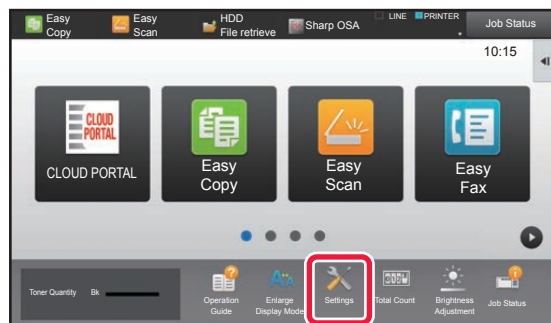 Easy
Copy
Easy
Scan
HDD
File retrieve
Sharp OSA
LINE
PRINTER
Job Status
10:15
CLOUD
PORTAL
CLOUD PORTAL
Easy
Copy
Easy
Scan
Easy
Fax
Toner Quantity
Bk
Operation
Guide
Enlarge
Display Mode
Settings
Total Count
Brightness
Adjustment
Job Status